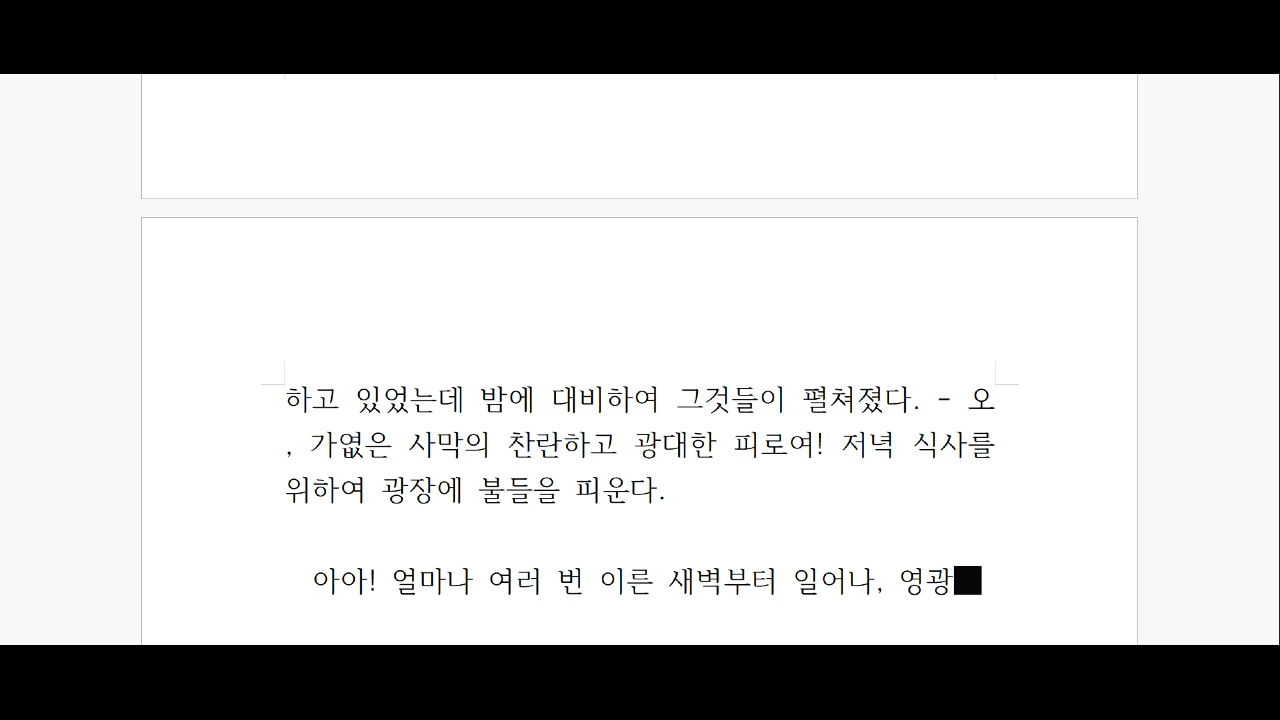 하고 있었는데 밤에 대비하여 그것들이 펼쳐졌다. - 오
, 가엾은 사막의 찬란하고 광대한 피로여! 저녁 식사를
위하여 광장에 불들을 피운다.
아아! 얼마나 여러 번 이른 새벽부터 일어나, 영광